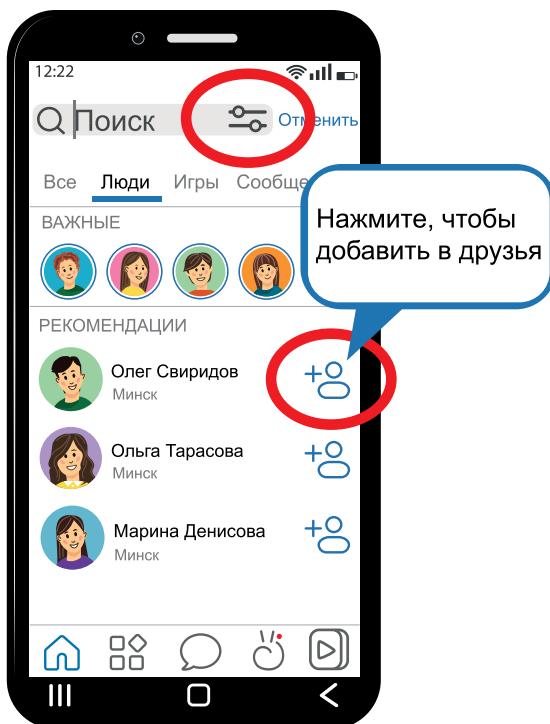 12:22
Поиск
Отменить
Все Люди Игры Сообще
ВАЖНЫЕ
Нажмите, чтобы
добавить в друзья
РЕКОМЕНДАЦИИ
Олег Свиридов
Минск
Ольга Тарасова
Минск
Марина Денисова
Минск